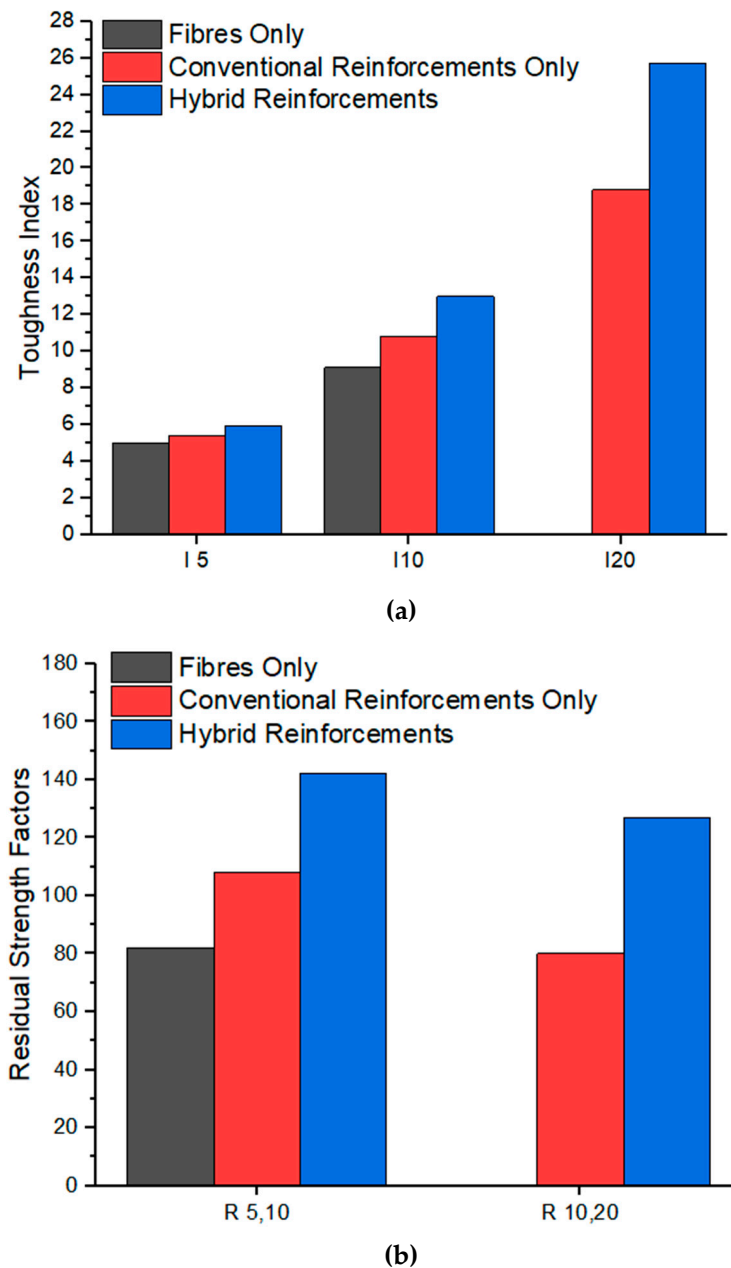 28
26
24
22
20
18
16
14
12
10
8
6
4
2
0
Toughness Index
Fibres Only
Conventional Reinforcements Only
Hybrid Reinforcements
I 5
I10
I20
(a)
180
160
140
120
100
80
60
40
20
0
Residual Strength Factors
Fibres Only
Conventional Reinforcements Only
Hybrid Reinforcements
R 5,10
R 10,20
(b)